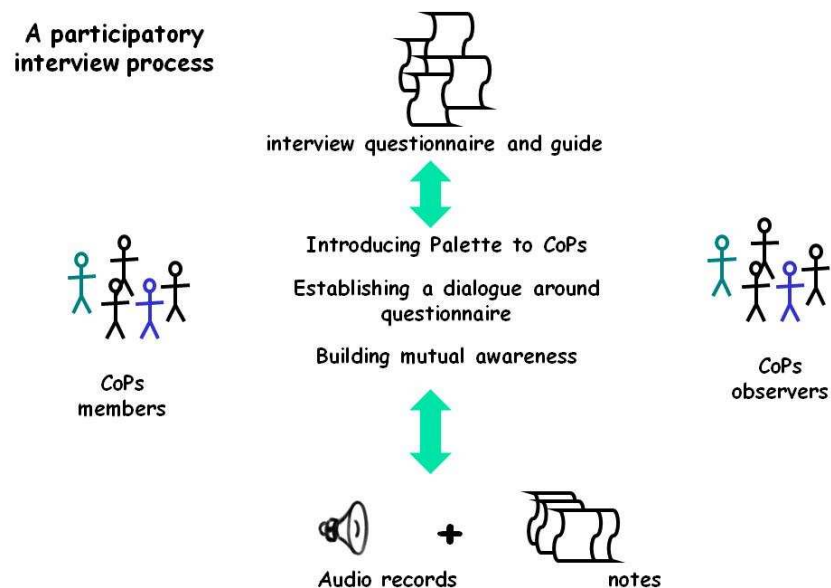 A participatory
interview process
interview questionnaire and guide
Introducing Palette to CoPs
Establishing a dialogue around
questionnaire
Building mutual awareness
CoPs
members
CoPs
observers
+
Audio records
notes